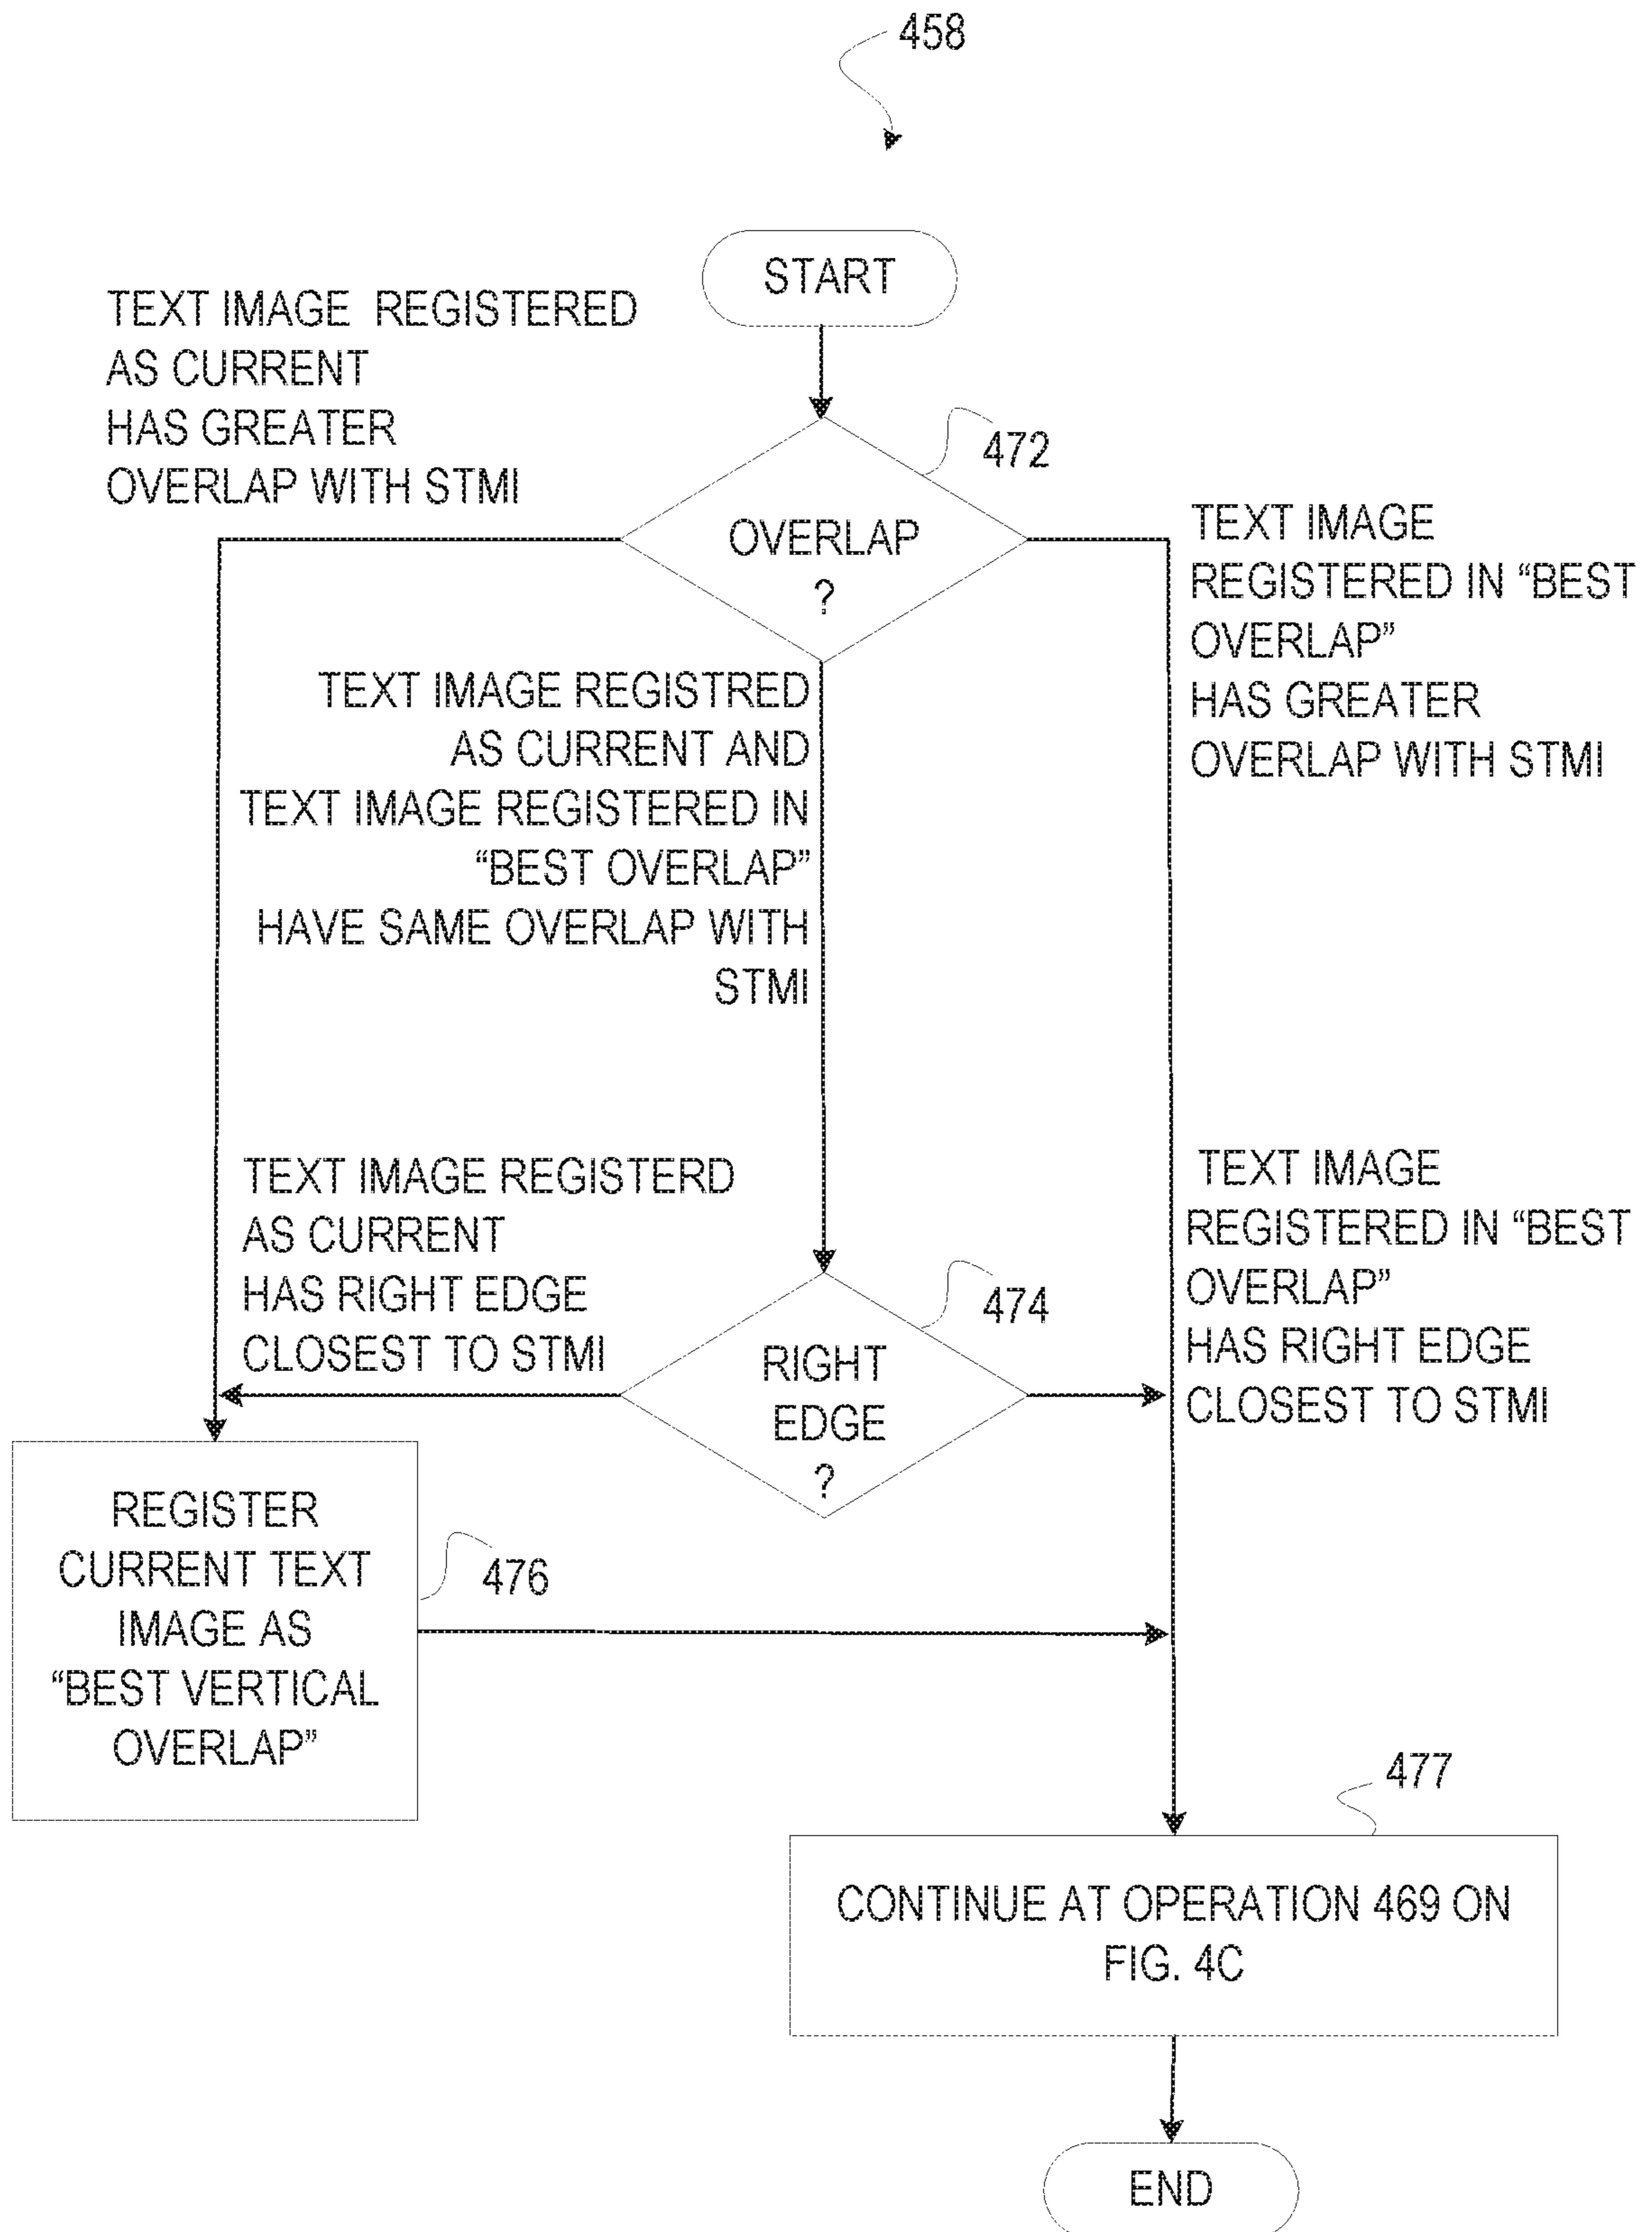 458
START
TEXT IMAGE REGISTERED
AS CURRENT
HAS GREATER
OVERLAP WITH STMI
472
OVERLAP
?
TEXT IMAGE
REGISTERED IN “BEST
OVERLAP”
HAS GREATER
OVERLAP WITH STMI
TEXT IMAGE REGISTRED
AS CURRENT AND
TEXT IMAGE REGISTERED IN
“BEST OVERLAP”
HAVE SAME OVERLAP WITH
STMI
TEXT IMAGE REGISTERD
AS CURRENT
HAS RIGHT EDGE
CLOSEST TO STMI
474
RIGHT
EDGE
?
TEXT IMAGE
REGISTERED IN “BEST
OVERLAP”
HAS RIGHT EDGE
CLOSEST TO STMI
REGISTER
CURRENT TEXT
IMAGE AS
“BEST VERTICAL
OVERLAP”
476
477
CONTINUE AT OPERATION 469 ON
FIG. 4C
END